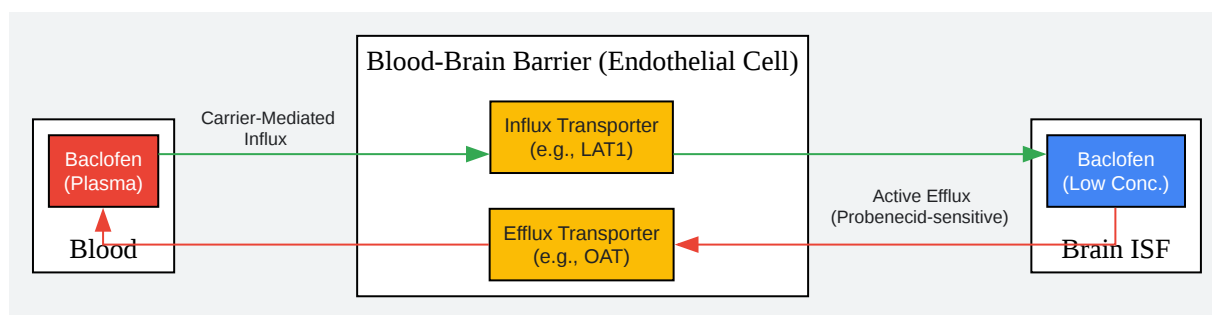 Blood-Brain Barrier (Endothelial Cell)
Carrier-Mediated
Influx
Influx Transporter
(e.g., LAT1)
Baclofen
(Plasma)
Baclofen
(Low Conc.)
Active Efflux
(Probenecid-sensitive)
Efflux Transporter
(e.g., OAT)
Blood
Brain ISF